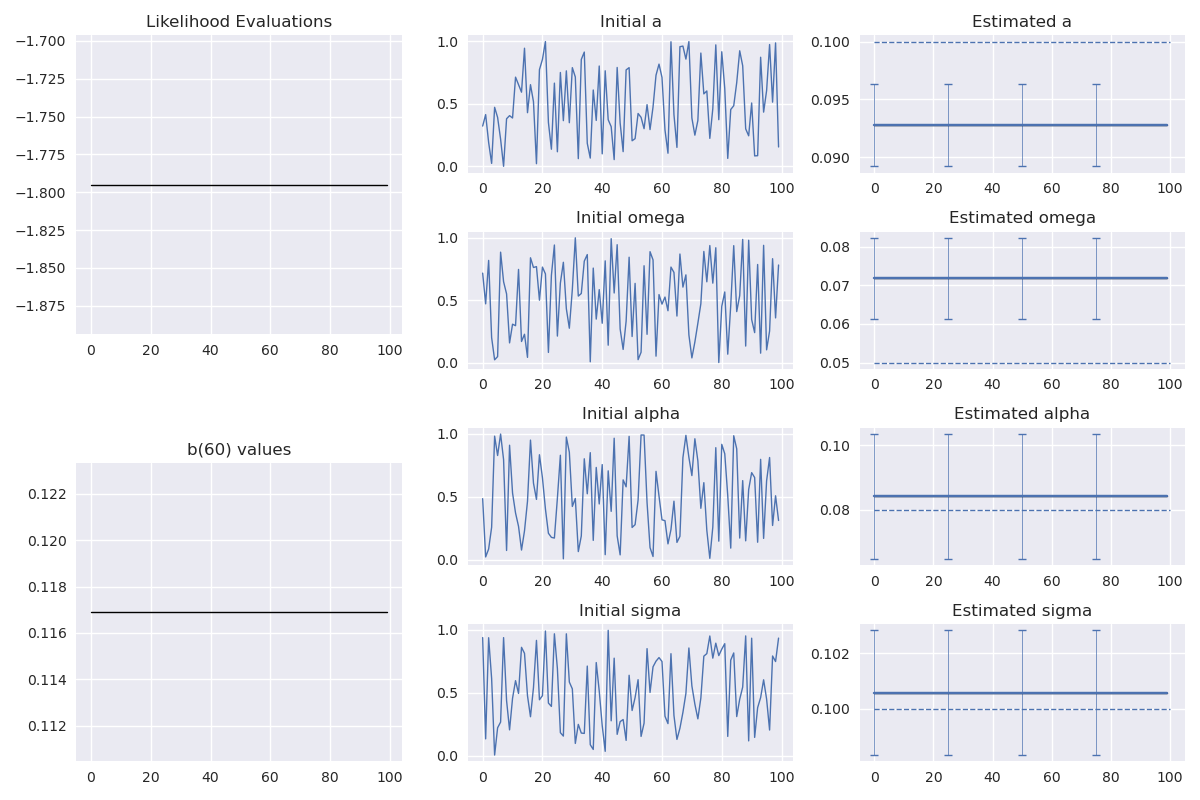 Likelihood Evaluations
−1.700
−1.725
−1.750
−1.775
−1.800
−1.825
−1.850
−1.875
0 20 40 60 80 100
b(60) values
0.122
0.120
0.118
0.116
0.114
0.112
0 20 40 60 80 100
Initial a
1.0
0.5
0.0
0 20 40 60 80 100
Initial omega
1.0
0.5
0.0
0 20 40 60 80 100
Initial alpha
1.0
0.5
0.0
0 20 40 60 80 100
Initial sigma
1.0
0.5
0.0
0 20 40 60 80 100
Estimated a
0.100
0.095
0.090
0 20 40 60 80 100
Estimated omega
0.08
0.07
0.06
0.05
0 20 40 60 80 100
Estimated alpha
0.10
0.08
0 20 40 60 80 100
Estimated sigma
0.102
0.100
0 20 40 60 80 100